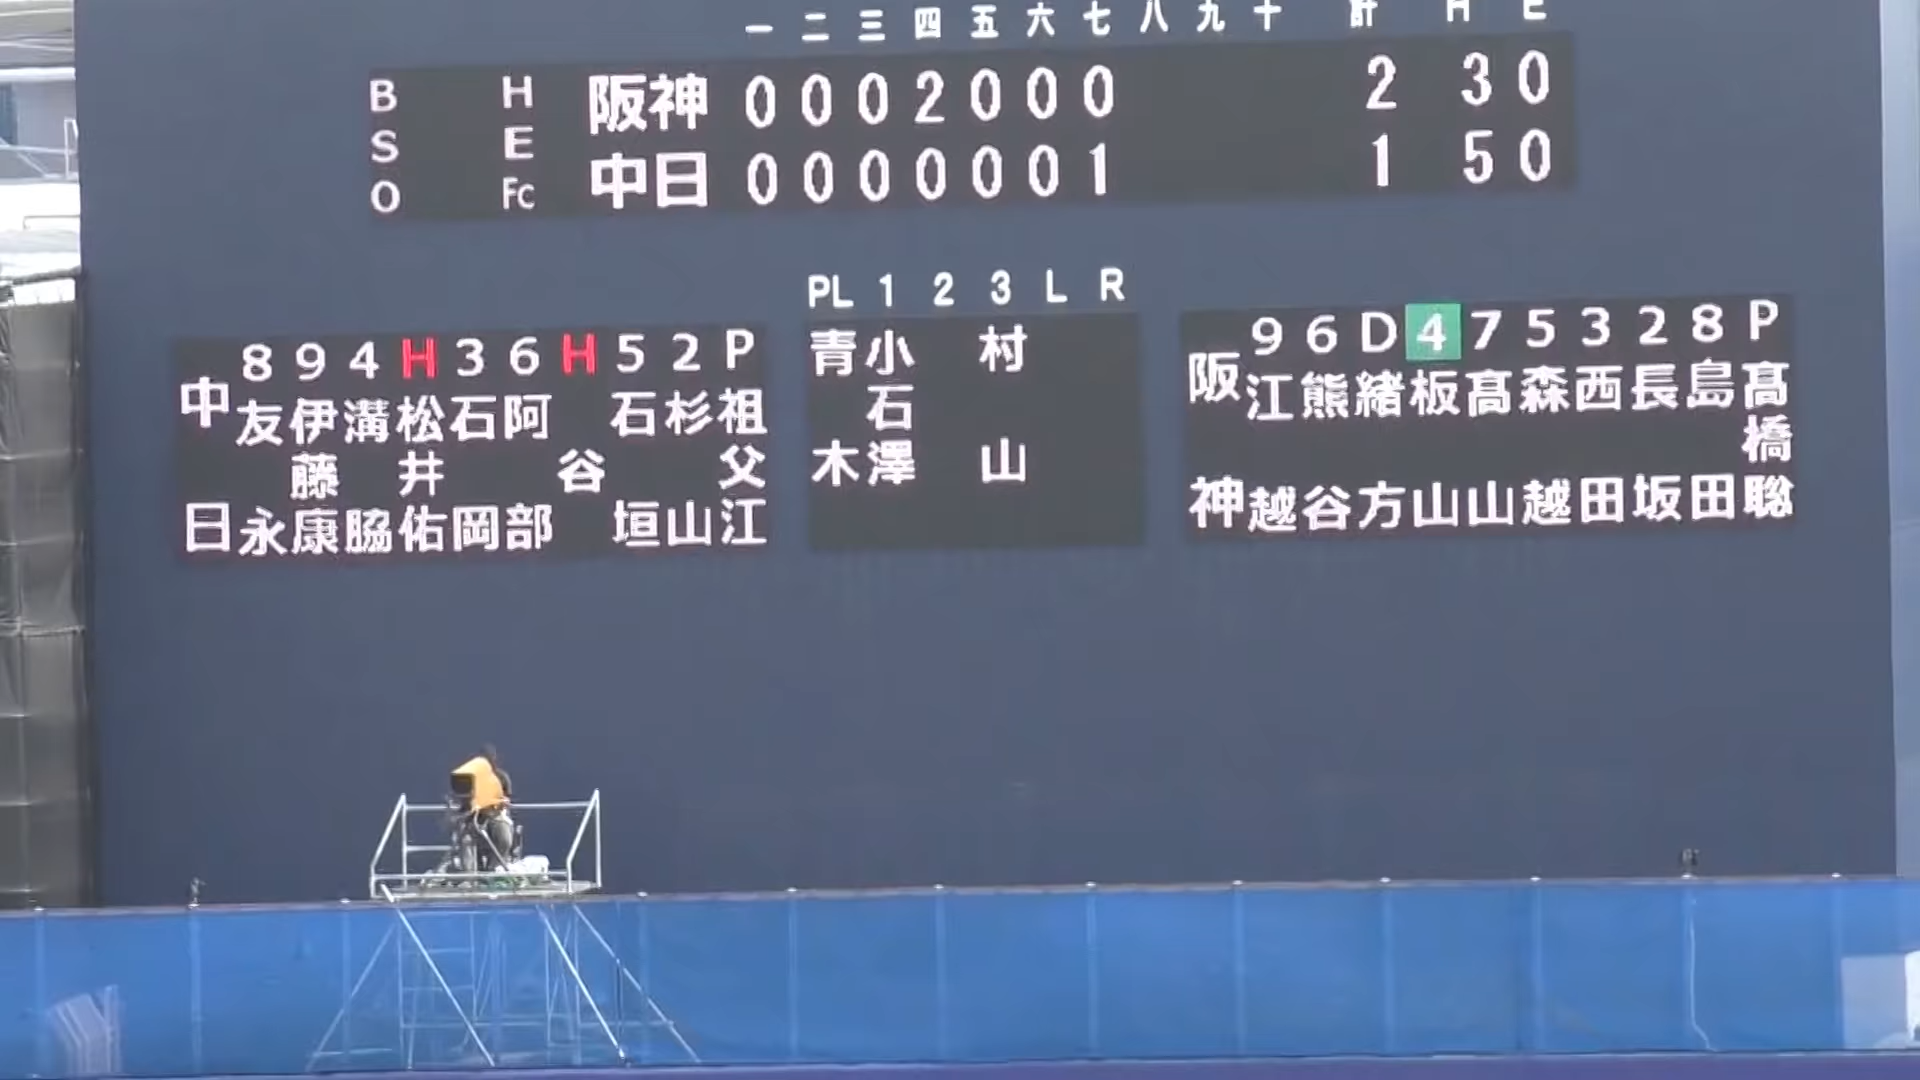 一 二 三 四 五 六 七 八 九 十 計 H E
B H 阪神 0 0 0 2 0 0 0 2 3 0
S E
O Fc 中日 0 0 0 0 0 0 1 1 5 0
PL 1 2 3 L R
青木 小石澤 村山
中日
8 友永
9 伊藤康
4 溝脇
H 松井佑
3 石岡
6 阿部
H 谷
5 石垣
2 杉山
P 祖父江
阪神
9 江越
6 熊谷
D 緒方
4 板山
7 髙山
5 森越
3 西田
2 長坂
8 島田
P 髙橋聡